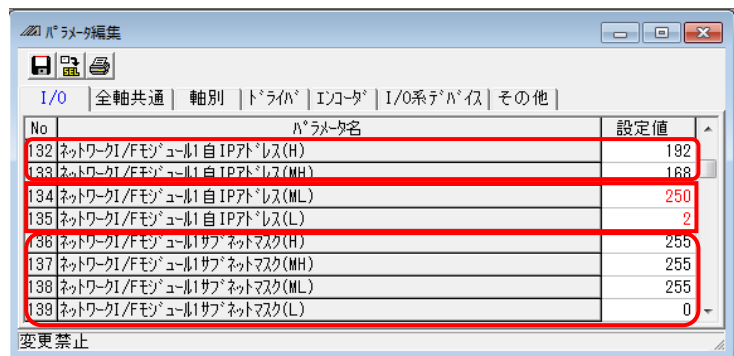 ﾊﾟﾗﾒｰﾀ編集
SEL
I/O 全軸共通 軸別 ﾄﾞﾗｲﾊﾞ ｴﾝｺｰﾀﾞ I/O系ﾃﾞﾊﾞｲｽ その他
No ﾊﾟﾗﾒｰﾀ名 設定値
132 ﾈｯﾄﾜｰｸI/Fﾓｼﾞｭｰﾙ1自IPｱﾄﾞﾚｽ(H) 192
133 ﾈｯﾄﾜｰｸI/Fﾓｼﾞｭｰﾙ1自IPｱﾄﾞﾚｽ(MH) 168
134 ﾈｯﾄﾜｰｸI/Fﾓｼﾞｭｰﾙ1自IPｱﾄﾞﾚｽ(ML) 250
135 ﾈｯﾄﾜｰｸI/Fﾓｼﾞｭｰﾙ1自IPｱﾄﾞﾚｽ(L) 2
136 ﾈｯﾄﾜｰｸI/Fﾓｼﾞｭｰﾙ1ｻﾌﾞﾈｯﾄﾏｽｸ(H) 255
137 ﾈｯﾄﾜｰｸI/Fﾓｼﾞｭｰﾙ1ｻﾌﾞﾈｯﾄﾏｽｸ(MH) 255
138 ﾈｯﾄﾜｰｸI/Fﾓｼﾞｭｰﾙ1ｻﾌﾞﾈｯﾄﾏｽｸ(ML) 255
139 ﾈｯﾄﾜｰｸI/Fﾓｼﾞｭｰﾙ1ｻﾌﾞﾈｯﾄﾏｽｸ(L) 0
変更禁止